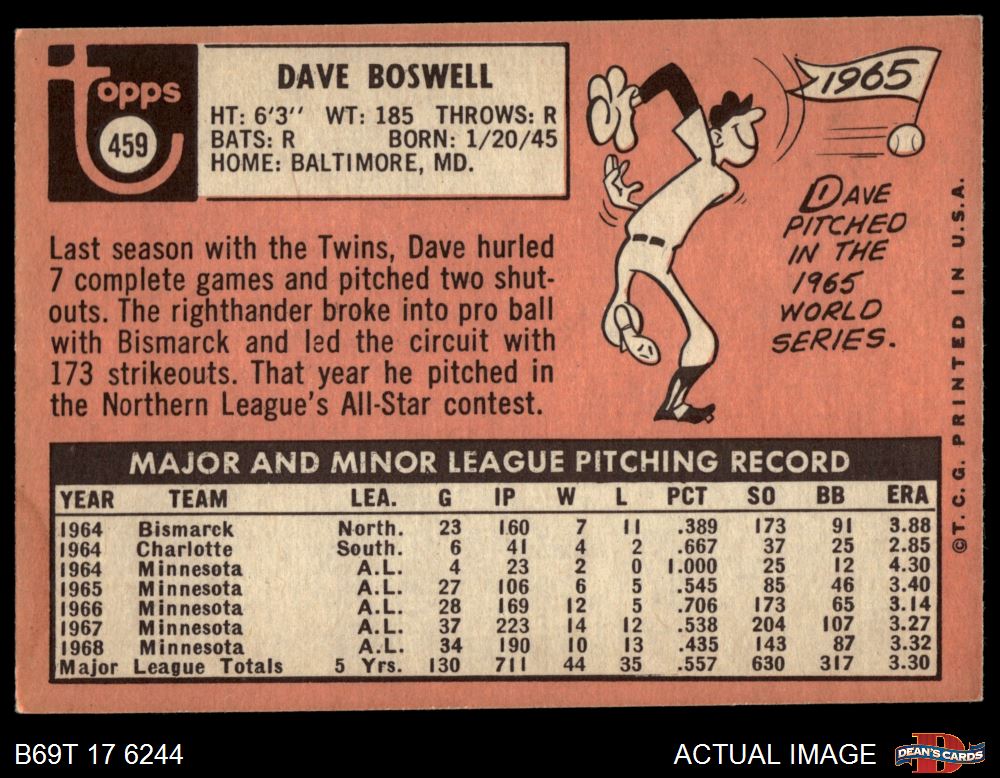 Topps
459
DAVE BOSWELL
HT: 6'3" WT: 185 THROWS: R
BATS: R BORN: 1/20/45
HOME: BALTIMORE, MD.
Last season with the Twins, Dave hurled
7 complete games and pitched two shut-
outs. The righthander broke into pro ball
with Bismarck and led the circuit with
173 strikeouts. That year he pitched in
the Northern League's All-Star contest.
1965
DAVE
PITCHED
IN THE
1965
WORLD
SERIES.
MAJOR AND MINOR LEAGUE PITCHING RECORD
YEAR TEAM LEA. G IP W L PCT SO BB ERA
1964 Bismarck North. 23 160 7 11 .389 173 91 3.88
1964 Charlotte South. 6 41 4 2 .667 37 25 2.85
1964 Minnesota A.L. 4 23 2 0 1.000 25 12 4.30
1965 Minnesota A.L. 27 106 6 5 .545 85 46 3.40
1966 Minnesota A.L. 28 169 12 5 .706 173 65 3.14
1967 Minnesota A.L. 37 223 14 12 .538 204 107 3.27
1968 Minnesota A.L. 34 190 10 13 .435 143 87 3.32
Major League Totals 5 Yrs. 130 711 44 35 .557 630 317 3.30
©T.C.G. PRINTED IN U.S.A.
B69T 17 6244
ACTUAL IMAGE
D
DEAN'S CARDS